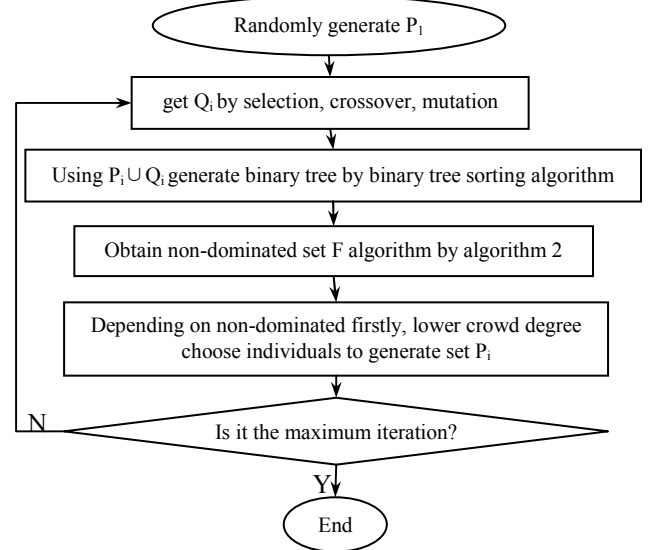 Randomly generate P₁
get Qᵢ by selection, crossover, mutation
Using Pᵢ∪Qᵢ generate binary tree by binary tree sorting algorithm
Obtain non-dominated set F algorithm by algorithm 2
Depending on non-dominated firstly, lower crowd degree
choose individuals to generate set Pᵢ
N
Is it the maximum iteration?
Y
End